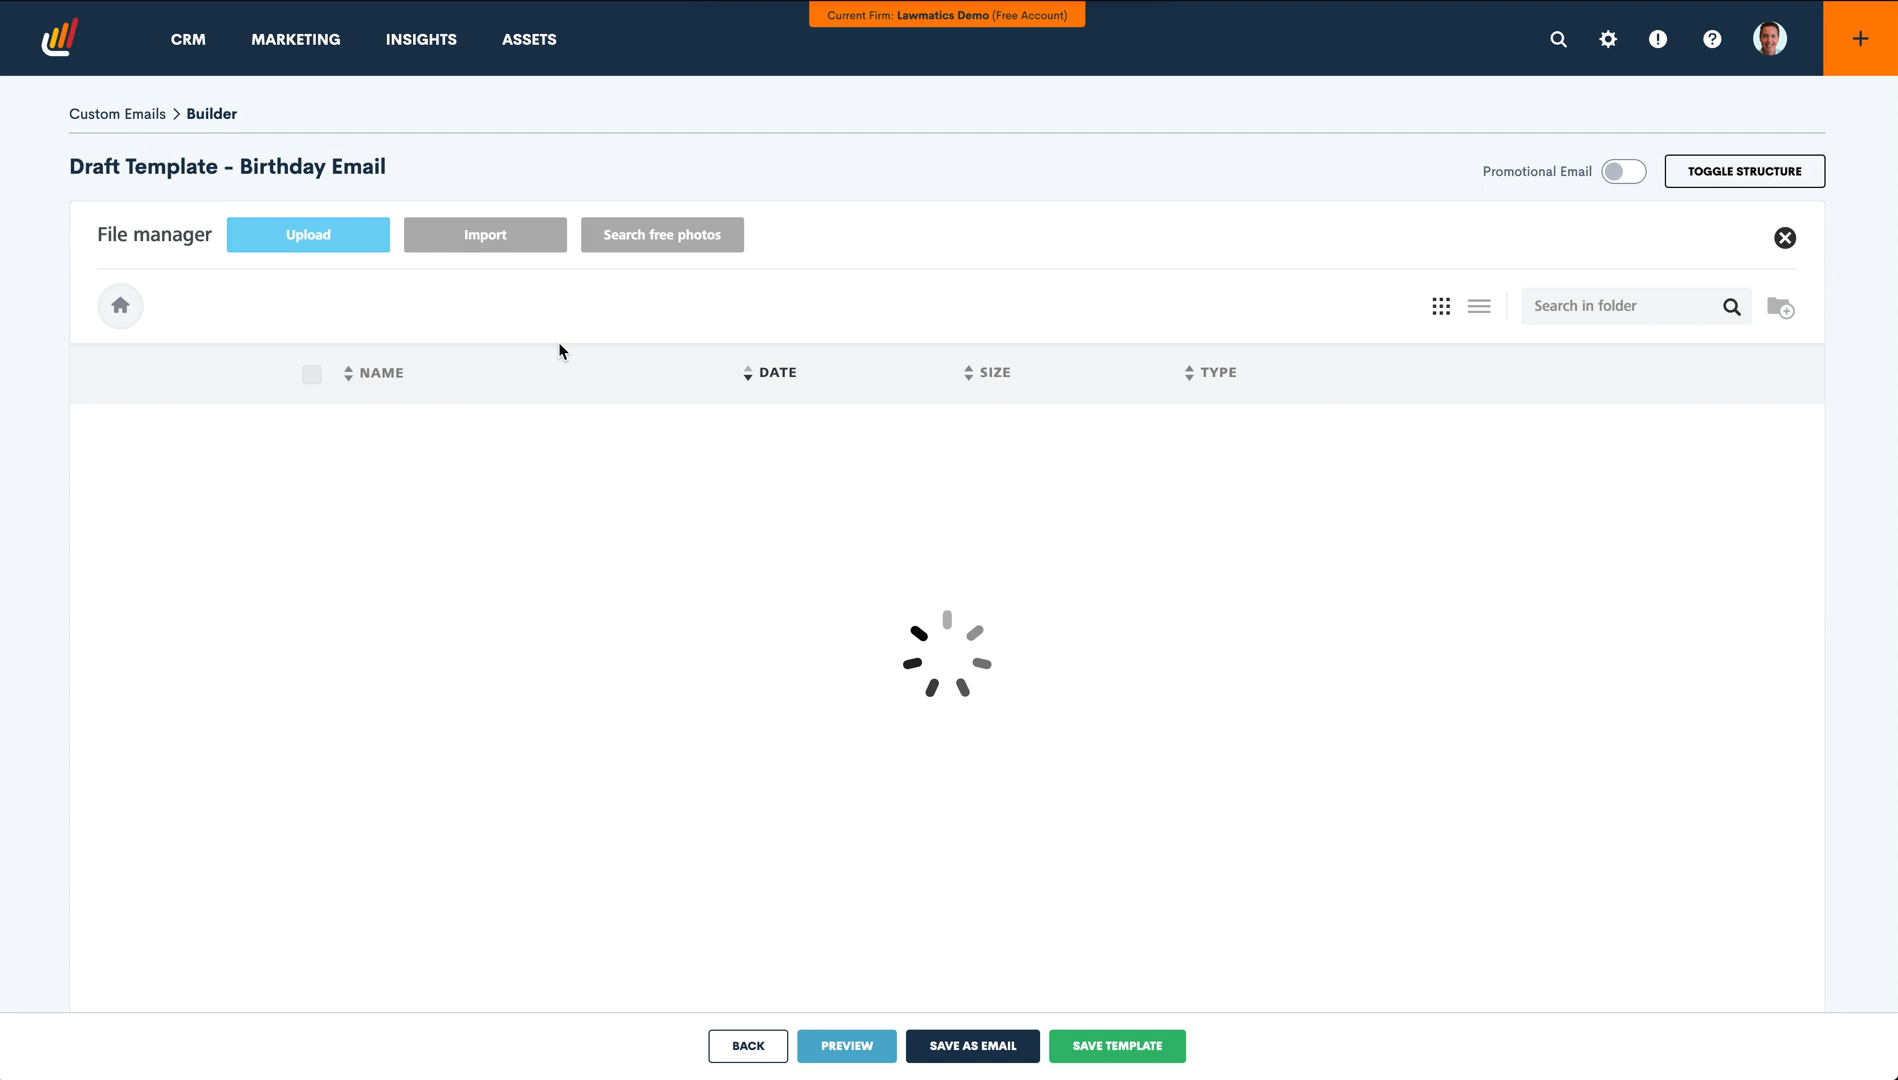 Current Firm: Lawmatics Demo (Free Account)
CRM MARKETING INSIGHTS ASSETS
Custom Emails > Builder
Draft Template - Birthday Email
Promotional Email TOGGLE STRUCTURE
File manager Upload Import Search free photos
Search in folder
NAME DATE SIZE TYPE
BACK PREVIEW SAVE AS EMAIL SAVE TEMPLATE